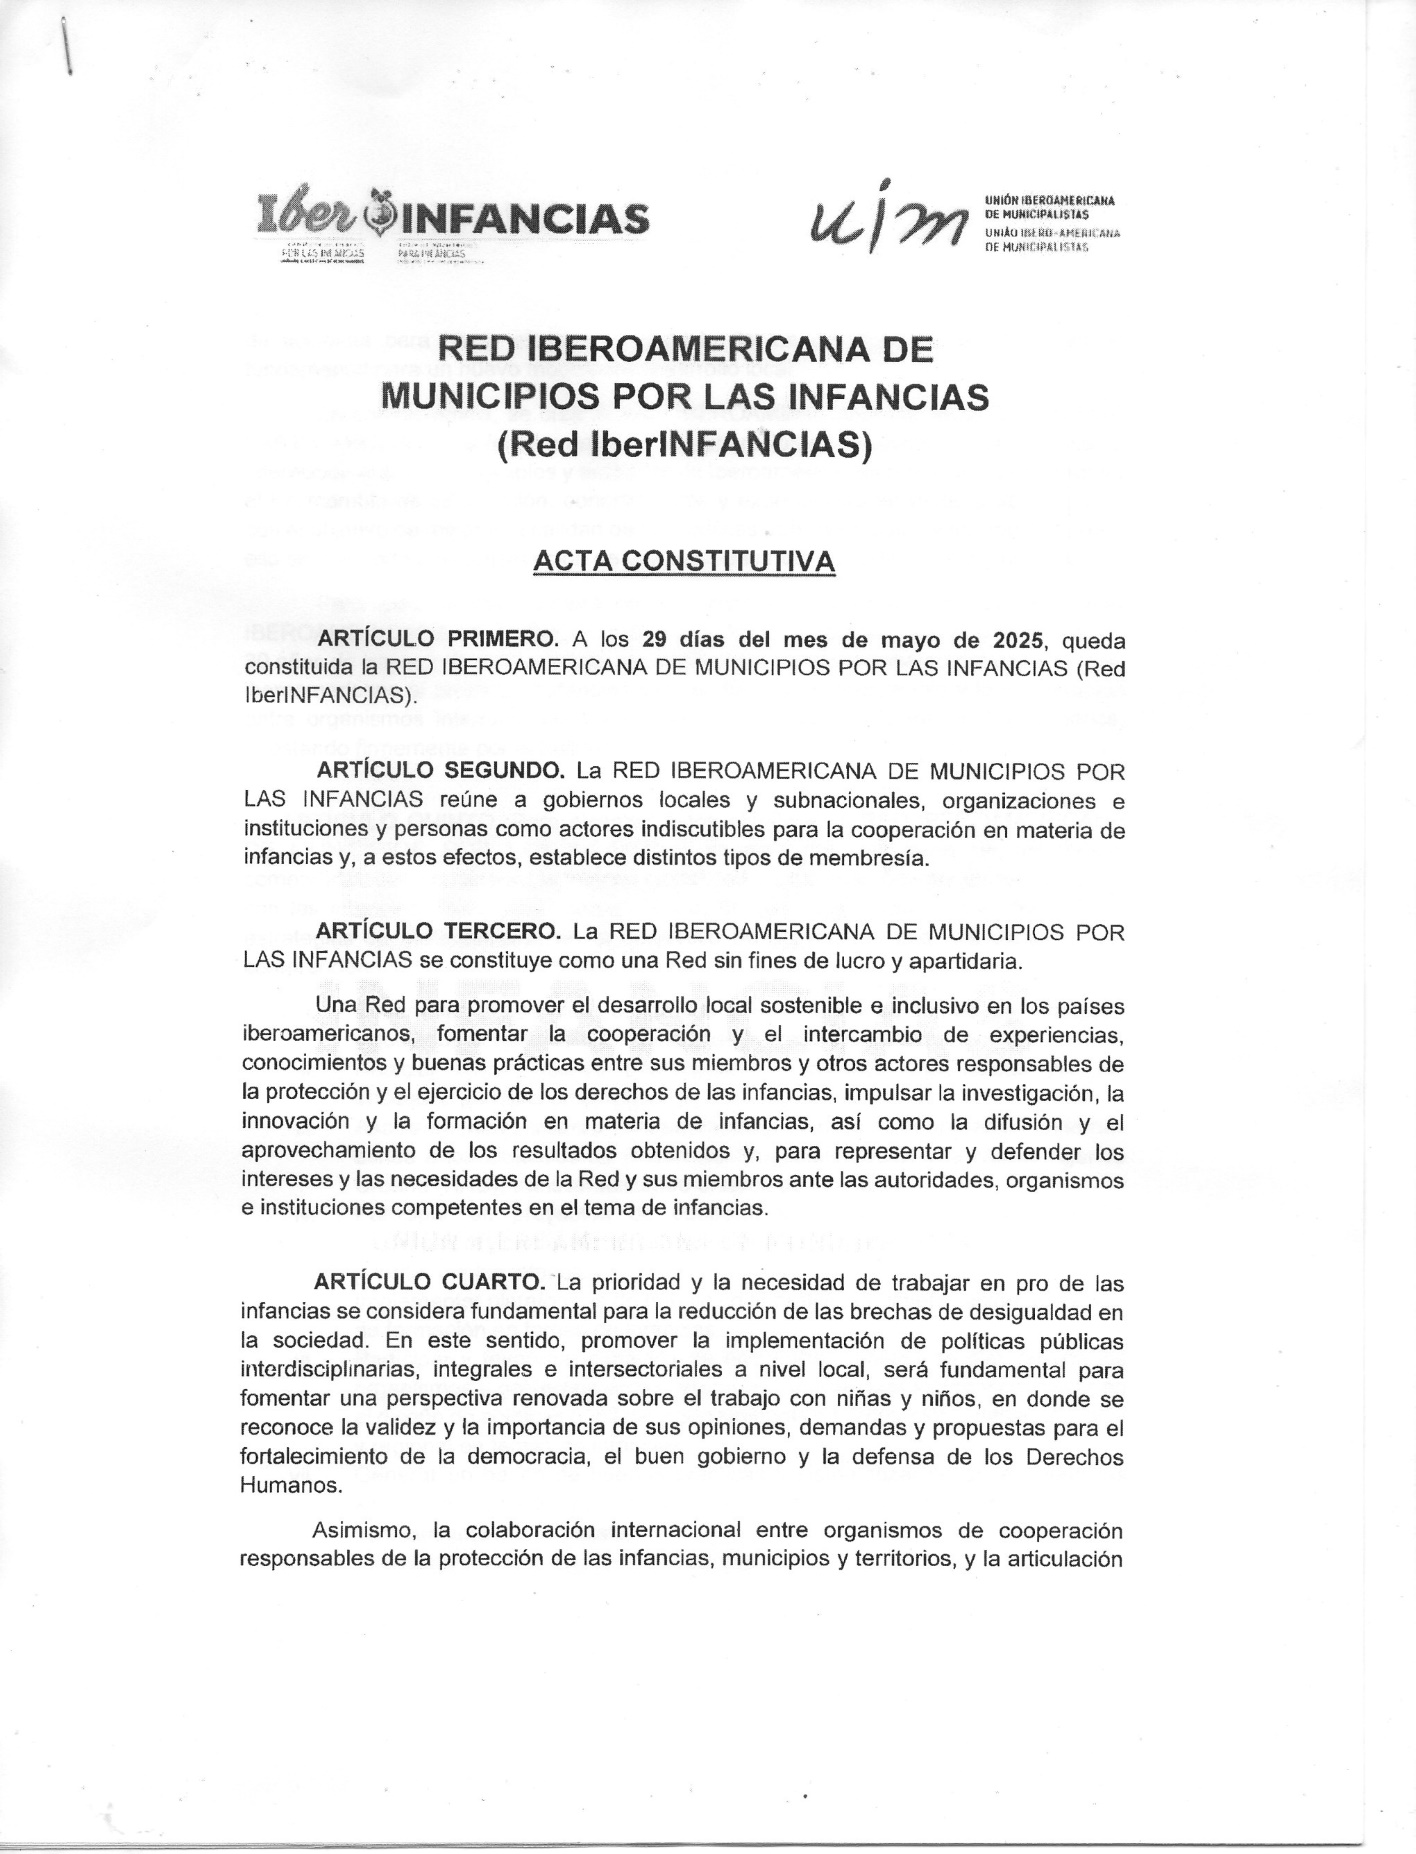 Iber INFANCIAS
POR LAS INFANCIAS
PARA INFANCIAS
uim
UNIÓN IBEROAMERICANA
DE MUNICIPALISTAS
UNIÃO IBERO-AMERICANA
DE MUNICIPALISTAS
RED IBEROAMERICANA DE
MUNICIPIOS POR LAS INFANCIAS
(Red IberINFANCIAS)
ACTA CONSTITUTIVA
ARTÍCULO PRIMERO. A los 29 días del mes de mayo de 2025, queda
constituida la RED IBEROAMERICANA DE MUNICIPIOS POR LAS INFANCIAS (Red
IberINFANCIAS).
ARTÍCULO SEGUNDO. La RED IBEROAMERICANA DE MUNICIPIOS POR
LAS INFANCIAS reúne a gobiernos locales y subnacionales, organizaciones e
instituciones y personas como actores indiscutibles para la cooperación en materia de
infancias y, a estos efectos, establece distintos tipos de membresía.
ARTÍCULO TERCERO. La RED IBEROAMERICANA DE MUNICIPIOS POR
LAS INFANCIAS se constituye como una Red sin fines de lucro y apartidaria.
Una Red para promover el desarrollo local sostenible e inclusivo en los países
iberoamericanos, fomentar la cooperación y el intercambio de experiencias,
conocimientos y buenas prácticas entre sus miembros y otros actores responsables de
la protección y el ejercicio de los derechos de las infancias, impulsar la investigación, la
innovación y la formación en materia de infancias, así como la difusión y el
aprovechamiento de los resultados obtenidos y, para representar y defender los
intereses y las necesidades de la Red y sus miembros ante las autoridades, organismos
e instituciones competentes en el tema de infancias.
ARTÍCULO CUARTO. La prioridad y la necesidad de trabajar en pro de las
infancias se considera fundamental para la reducción de las brechas de desigualdad en
la sociedad. En este sentido, promover la implementación de políticas públicas
interdisciplinarias, integrales e intersectoriales a nivel local, será fundamental para
fomentar una perspectiva renovada sobre el trabajo con niñas y niños, en donde se
reconoce la validez y la importancia de sus opiniones, demandas y propuestas para el
fortalecimiento de la democracia, el buen gobierno y la defensa de los Derechos
Humanos.
Asimismo, la colaboración internacional entre organismos de cooperación
responsables de la protección de las infancias, municipios y territorios, y la articulación